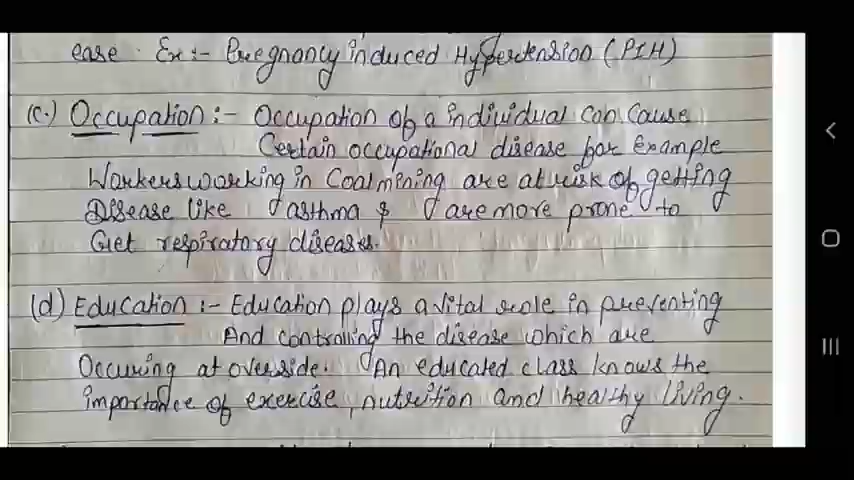 ease. Ex :- Pregnancy induced Hypertension (PIH)
(c.) Occupation :- Occupation of a individual can cause
Certain occupational disease for Example
Workers working in Coal mining are at risk of getting
Disease like asthma & are more prone to
Get respiratory diseases.
(d) Education :- Education plays a vital role in preventing
And controlling the disease which are
Occuring at overside. An educated class knows the
importance of exercise, nutrition and healthy living.